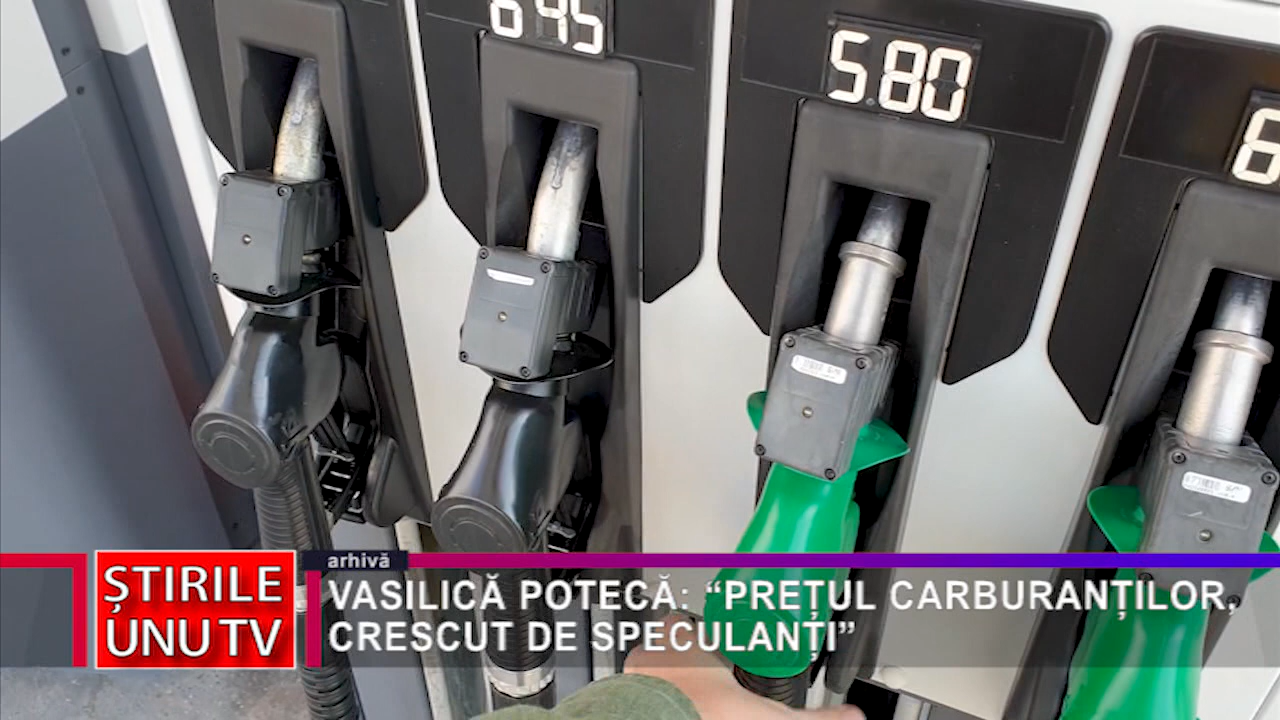 6.45
5.80
arhivă
ȘTIRILE
UNU TV
VASILICĂ POTECĂ: “PREȚUL CARBURANȚILOR,
CRESCUT DE SPECULANȚI”